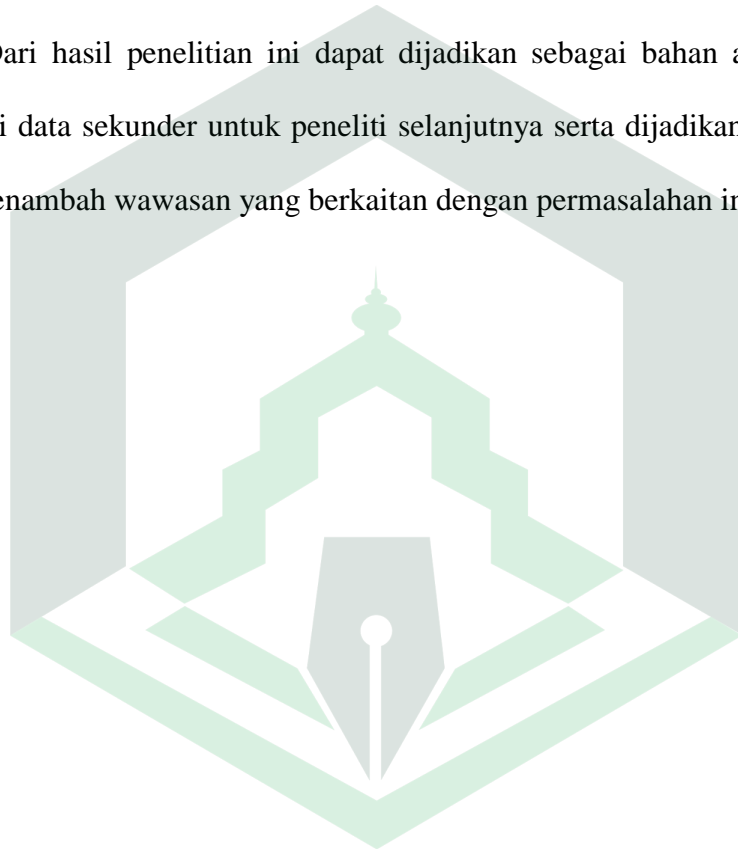 Dari hasil penelitian ini dapat dijadikan sebagai bahan
data sekunder untuk peneliti selanjutnya serta dijadikan
enambah wawasan yang berkaitan dengan permasalahan